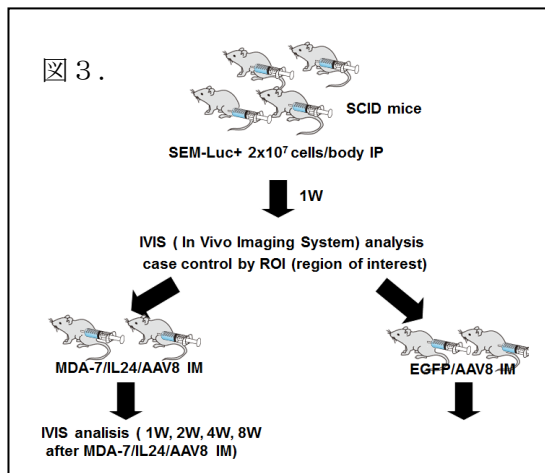 図３.
SCID mice
SEM-Luc+ 2x10⁷ cells/body IP
1W
IVIS ( In Vivo Imaging System) analysis
case control by ROI (region of interest)
MDA-7/IL24/AAV8 IM
EGFP/AAV8 IM
IVIS analisis ( 1W, 2W, 4W, 8W
after MDA-7/IL24/AAV8 IM)